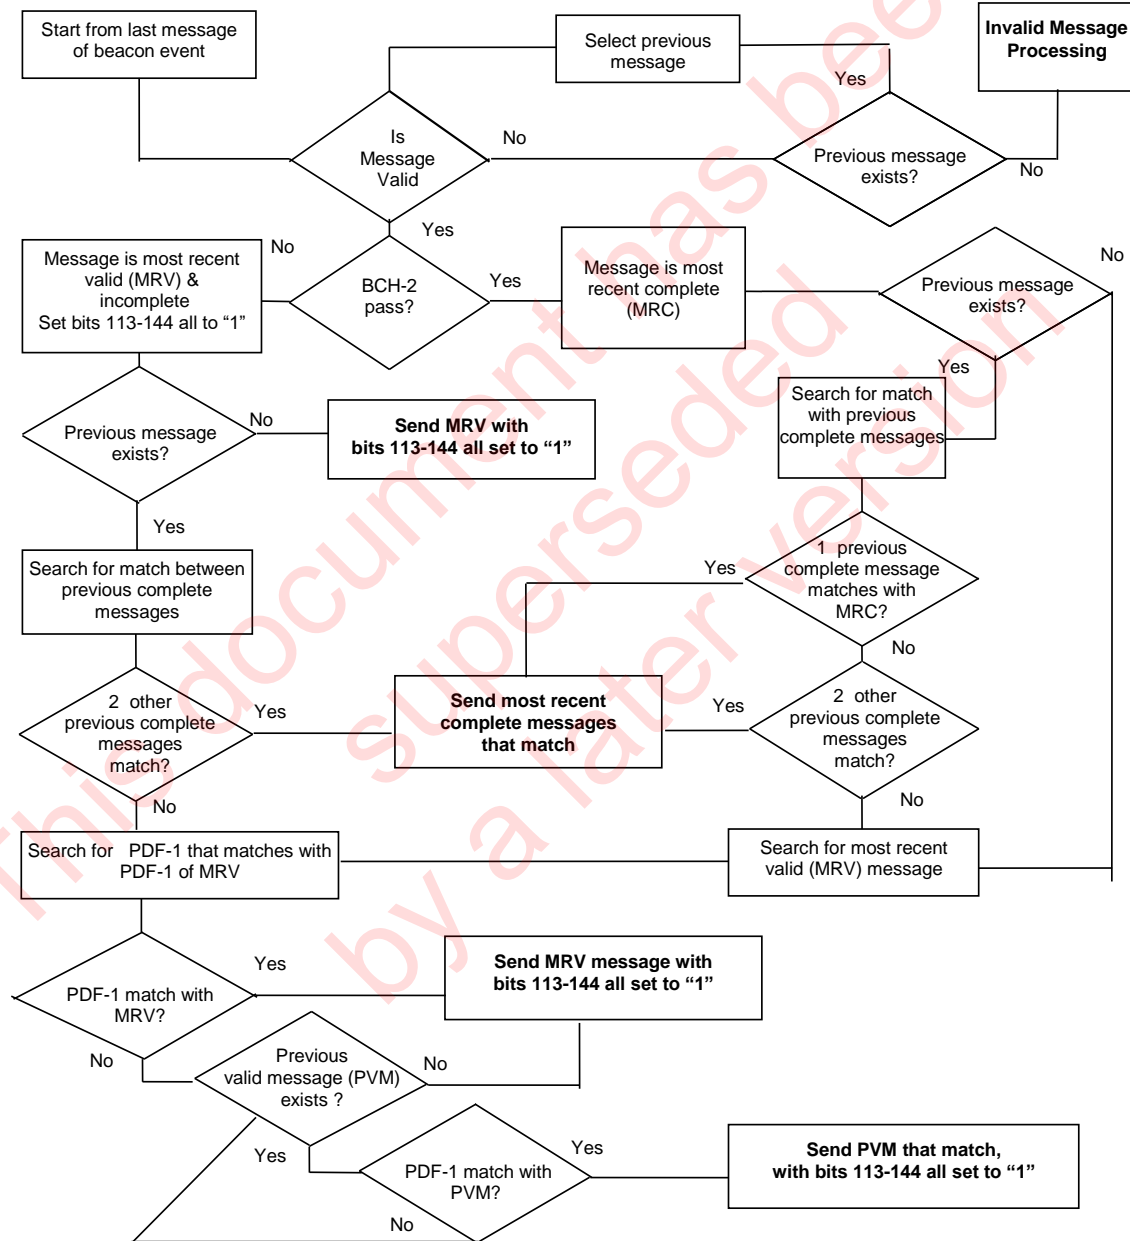 Start from last message
of beacon event
Select previous
message
Invalid Message
Processing
Yes
Is
Message
Valid
No
Previous message
exists?
No
Yes
No
Message is most recent
valid (MRV) &
incomplete
Set bits 113-144 all to “1”
BCH-2
pass?
Yes
Message is most
recent complete
(MRC)
Previous message
exists?
No
Yes
Previous message
exists?
No
Send MRV with
bits 113-144 all set to “1”
Search for match
with previous
complete messages
Yes
Search for match between
previous complete
messages
Yes
1 previous
complete message
matches with
MRC?
No
2 other
previous complete
messages
match?
Yes
Send most recent
complete messages
that match
Yes
2 other
previous complete
messages
match?
No
No
Search for PDF-1 that matches with
PDF-1 of MRV
Search for most recent
valid (MRV) message
PDF-1 match with
MRV?
Yes
Send MRV message with
bits 113-144 all set to “1”
No
Previous
valid message (PVM)
exists ?
No
Yes
PDF-1 match with
PVM?
Yes
Send PVM that match,
with bits 113-144 all set to “1”
No
This document has bee
superseded
by a later version